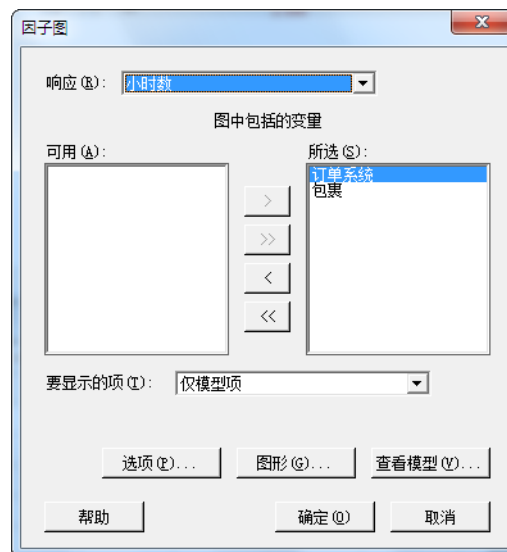 因子图
响应(R): 小时数
图中包括的变量
可用(A): 所选(S):
订单系统
包裹
>
>>
<
<<
要显示的项(T): 仅模型项
选项(P)... 图形(G)... 查看模型(V)...
帮助 确定(O) 取消